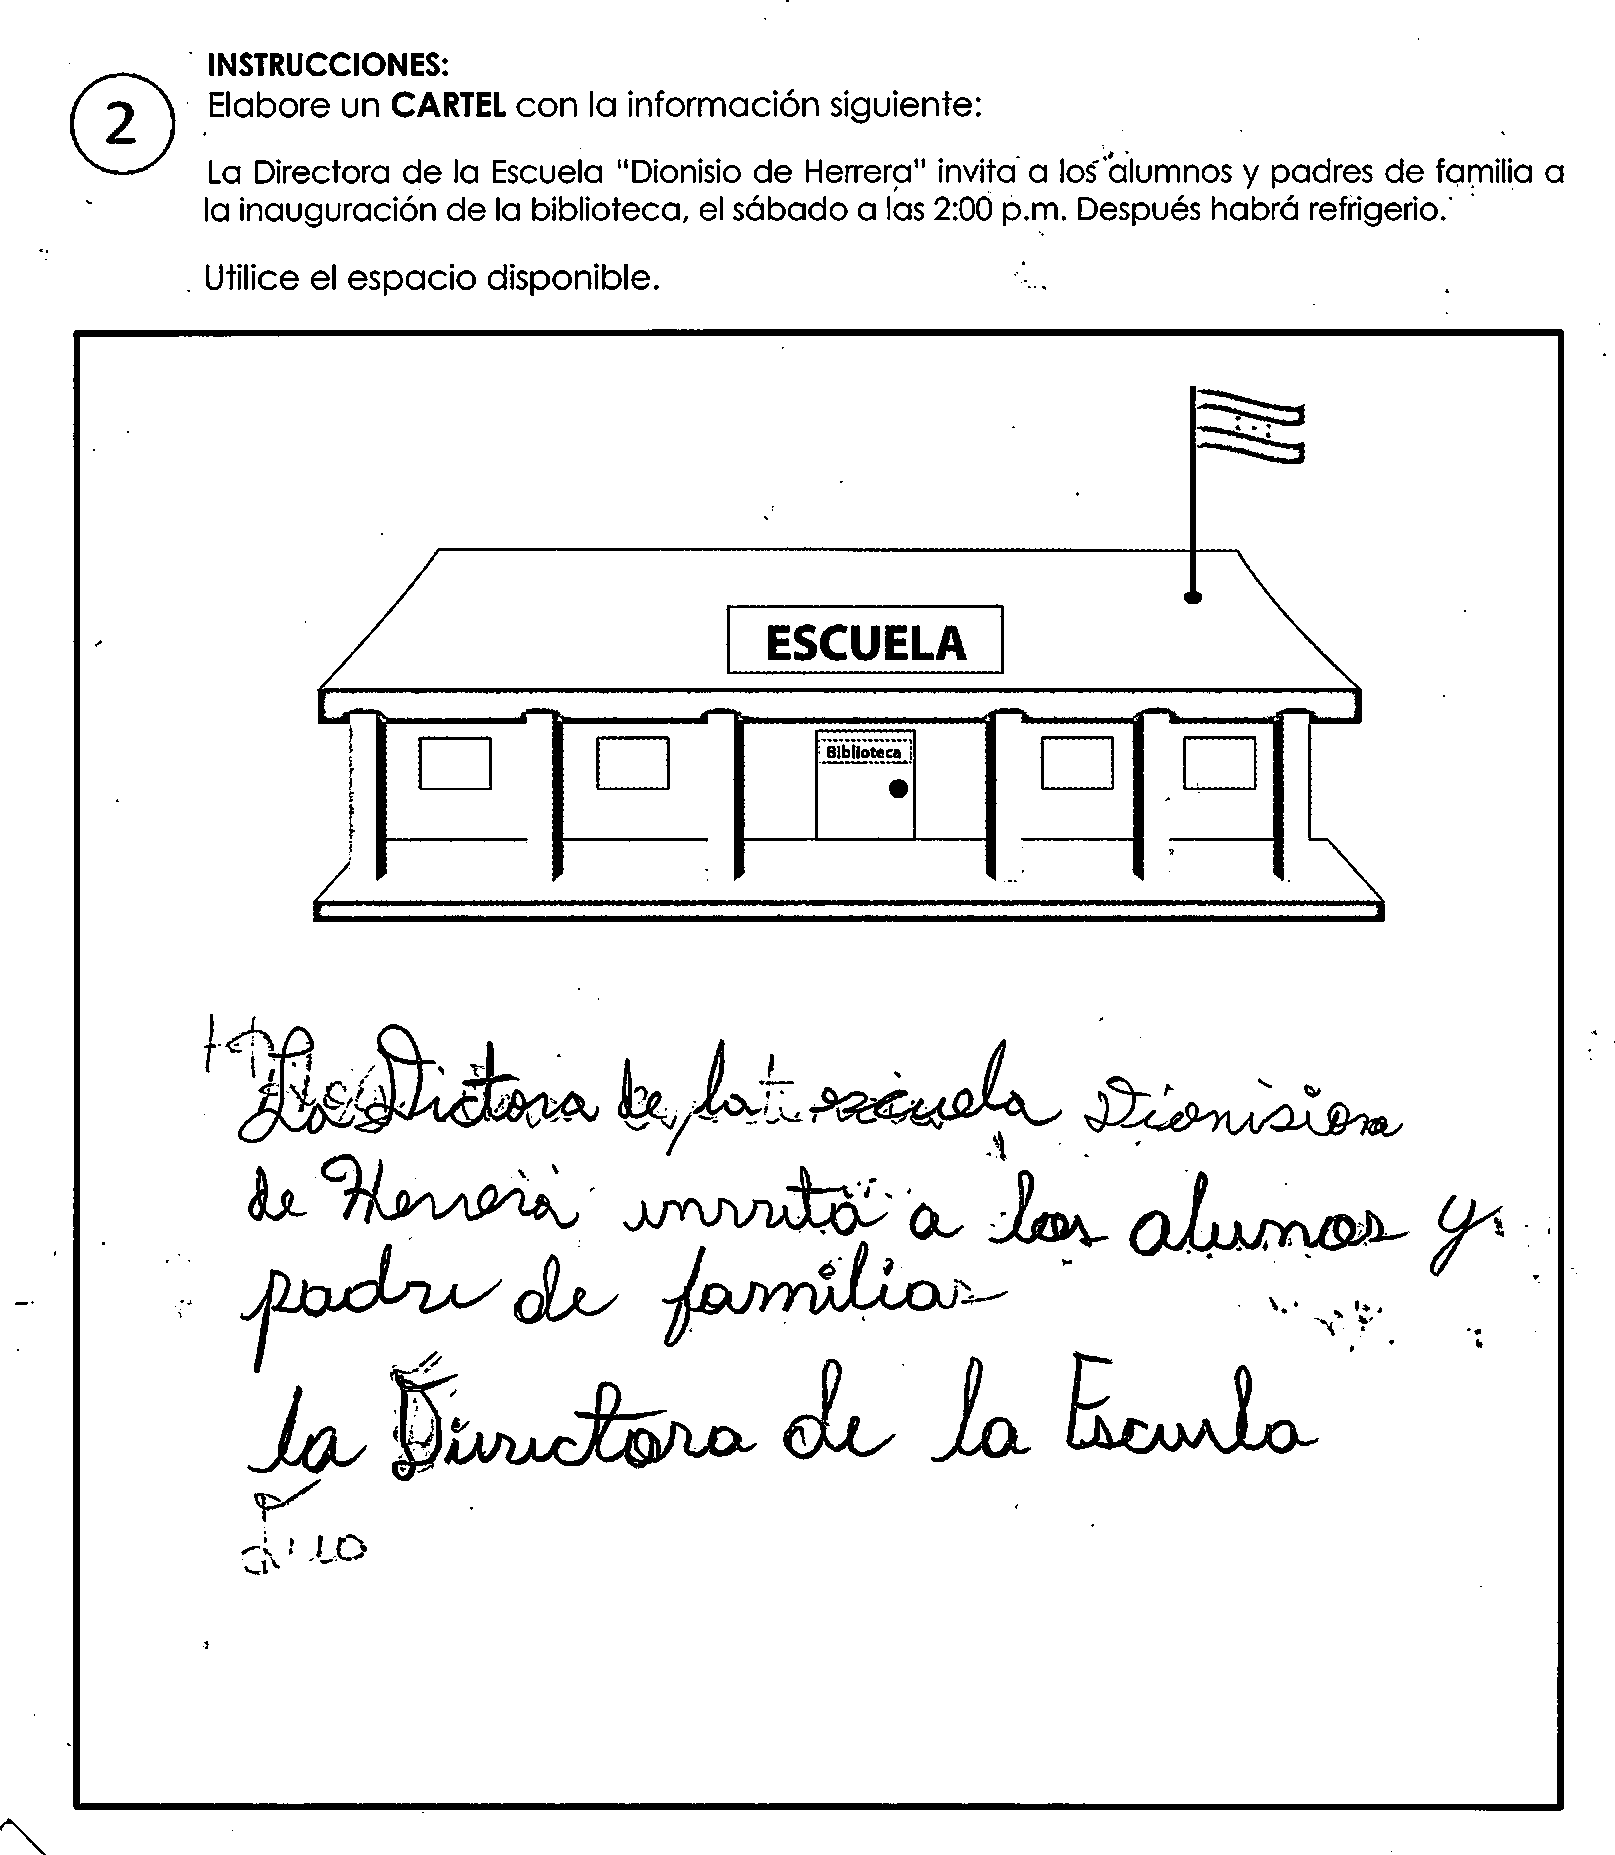 INSTRUCCIONES:
2
Elabore un CARTEL con la información siguiente:
La Directora de la Escuela "Dionisio de Herrera" invita a los alumnos y padres de familia a
la inauguración de la biblioteca, el sábado a las 2:00 p.m. Después habrá refrigerio.
Utilice el espacio disponible.
ESCUELA
Biblioteca
La Dictora de la escuela Dionisiora
de Herrera invvita a los alunos y
padre de familia
la Directora de la Escuela